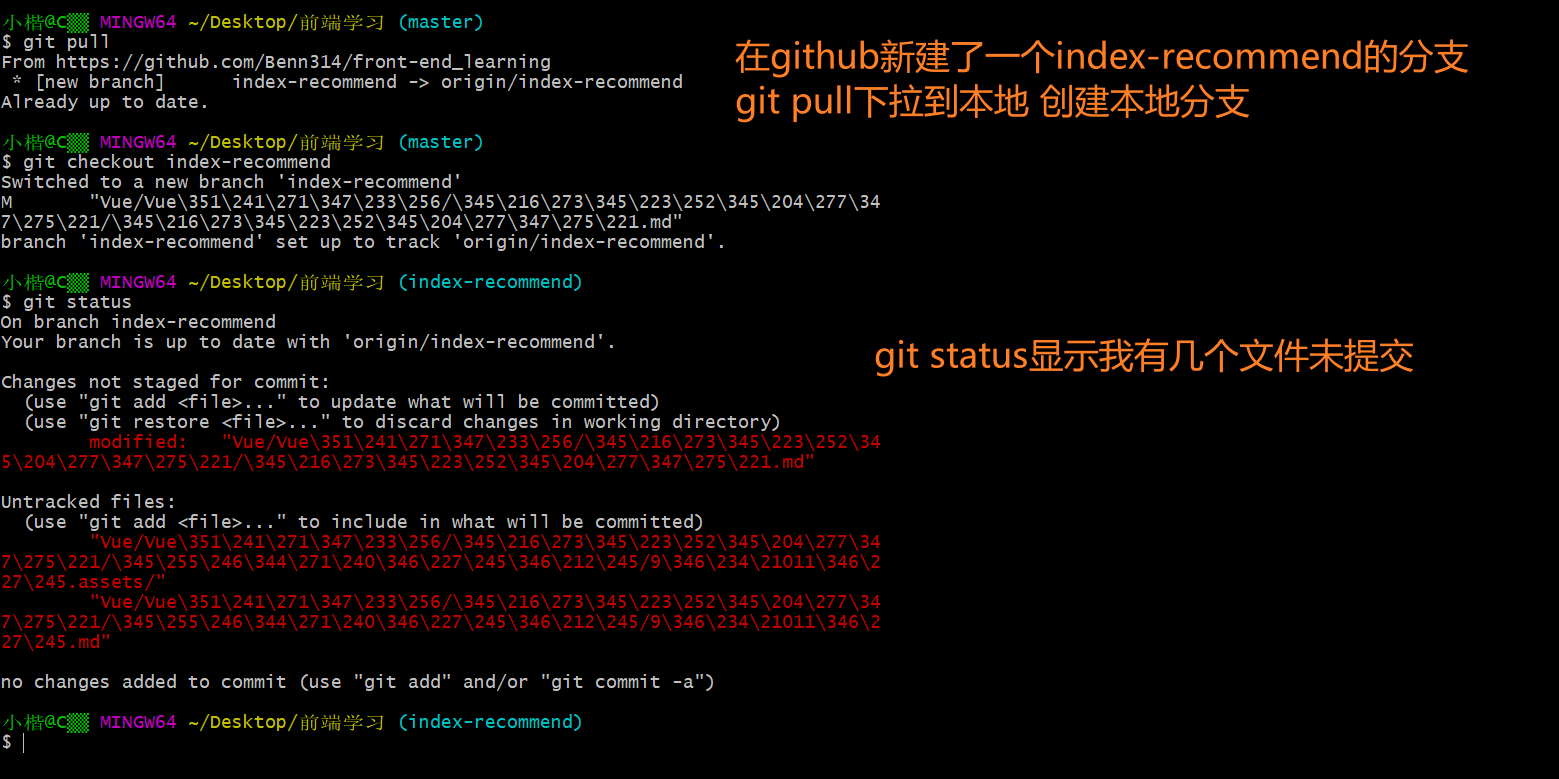 小楷@C▒▒ MINGW64 ~/Desktop/前端学习 (master)
$ git pull
From https://github.com/Benn314/front-end_learning
 * [new branch]      index-recommend -> origin/index-recommend
Already up to date.
在github新建了一个index-recommend的分支
git pull下拉到本地 创建本地分支
小楷@C▒▒ MINGW64 ~/Desktop/前端学习 (master)
$ git checkout index-recommend
Switched to a new branch 'index-recommend'
M       "Vue/Vue\351\241\271\347\233\256/\345\216\273\345\223\252\345\204\277\34
7\275\221/\345\216\273\345\223\252\345\204\277\347\275\221.md"
branch 'index-recommend' set up to track 'origin/index-recommend'.
小楷@C▒▒ MINGW64 ~/Desktop/前端学习 (index-recommend)
$ git status
On branch index-recommend
Your branch is up to date with 'origin/index-recommend'.
git status显示我有几个文件未提交
Changes not staged for commit:
  (use "git add <file>..." to update what will be committed)
  (use "git restore <file>..." to discard changes in working directory)
        modified:   "Vue/Vue\351\241\271\347\233\256/\345\216\273\345\223\252\34
5\204\277\347\275\221/\345\216\273\345\223\252\345\204\277\347\275\221.md"
Untracked files:
  (use "git add <file>..." to include in what will be committed)
        "Vue/Vue\351\241\271\347\233\256/\345\216\273\345\223\252\345\204\277\34
7\275\221/\345\255\246\344\271\240\346\227\245\346\212\245/9\346\234\21011\346\2
27\245.assets/"
        "Vue/Vue\351\241\271\347\233\256/\345\216\273\345\223\252\345\204\277\34
7\275\221/\345\255\246\344\271\240\346\227\245\346\212\245/9\346\234\21011\346\2
27\245.md"
no changes added to commit (use "git add" and/or "git commit -a")
小楷@C▒▒ MINGW64 ~/Desktop/前端学习 (index-recommend)
$